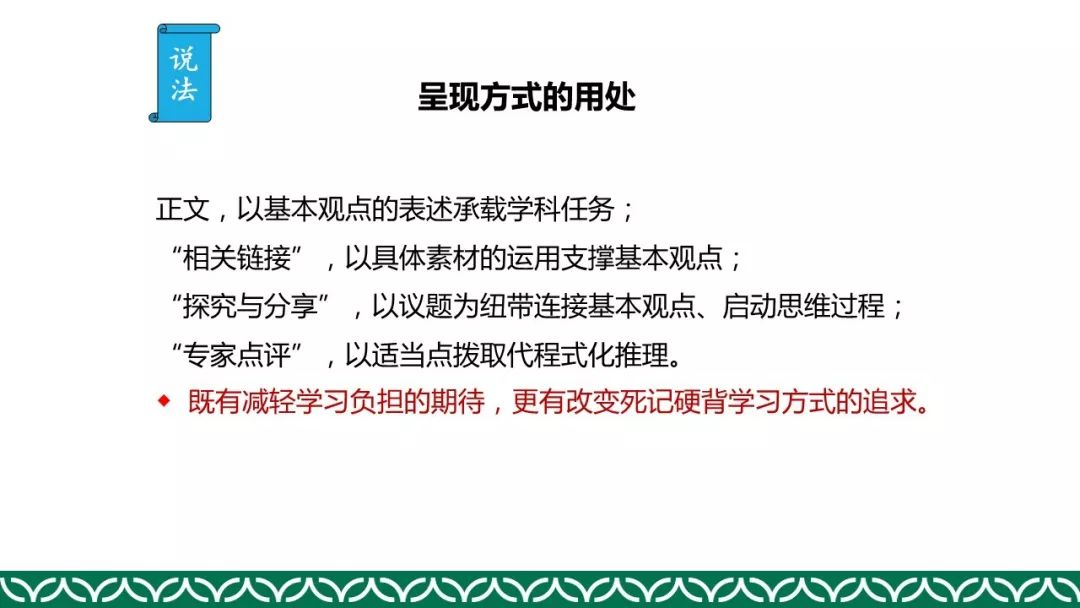 说法
呈现方式的用处
正文，以基本观点的表述承载学科任务；
“相关链接”，以具体素材的运用支撑基本观点；
“探究与分享”，以议题为纽带连接基本观点、启动思维过程；
“专家点评”，以适当点拨取代程式化推理。
◆ 既有减轻学习负担的期待，更有改变死记硬背学习方式的追求。